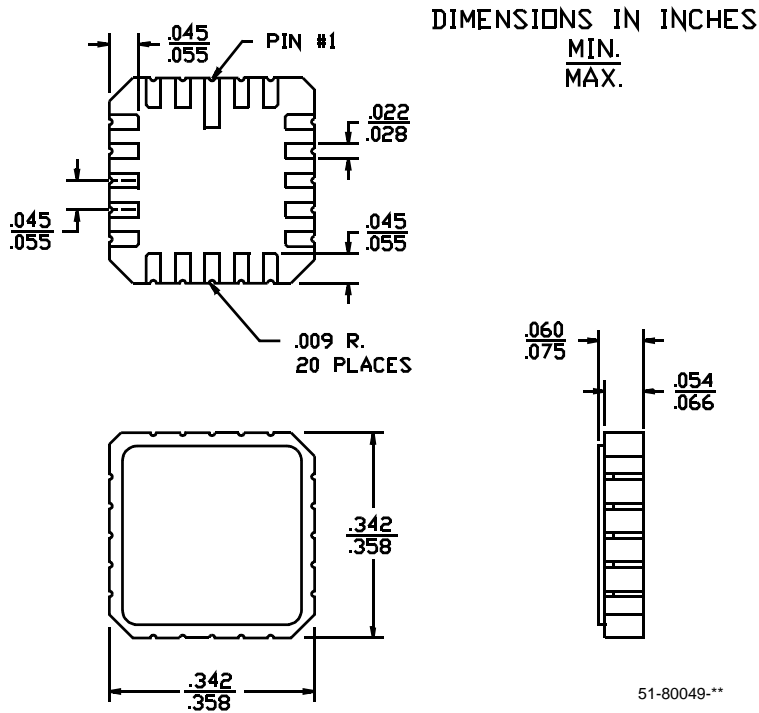 DIMENSIONS IN INCHES
MIN.
MAX.
.045
.055
PIN #1
.022
.028
.045
.055
.045
.055
.009 R.
20 PLACES
.060
.075
.054
.066
.342
.358
.342
.358
51-80049-**